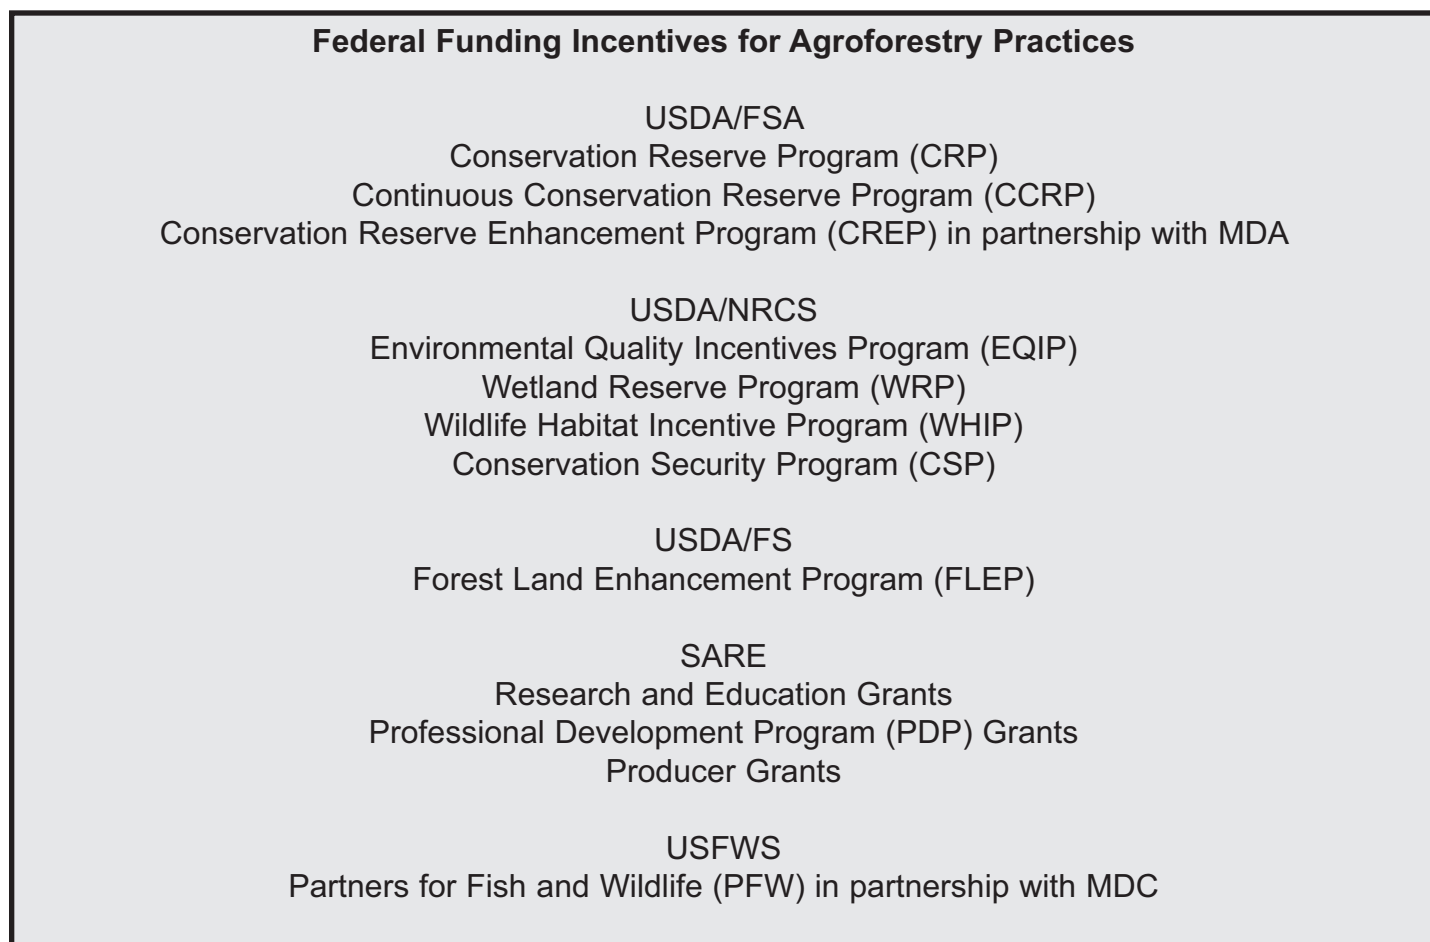 Federal Funding Incentives for Agroforestry Practices
USDA/FSA
Conservation Reserve Program (CRP)
Continuous Conservation Reserve Program (CCRP)
Conservation Reserve Enhancement Program (CREP) in partnership with MDA
USDA/NRCS
Environmental Quality Incentives Program (EQIP)
Wetland Reserve Program (WRP)
Wildlife Habitat Incentive Program (WHIP)
Conservation Security Program (CSP)
USDA/FS
Forest Land Enhancement Program (FLEP)
SARE
Research and Education Grants
Professional Development Program (PDP) Grants
Producer Grants
USFWS
Partners for Fish and Wildlife (PFW) in partnership with MDC